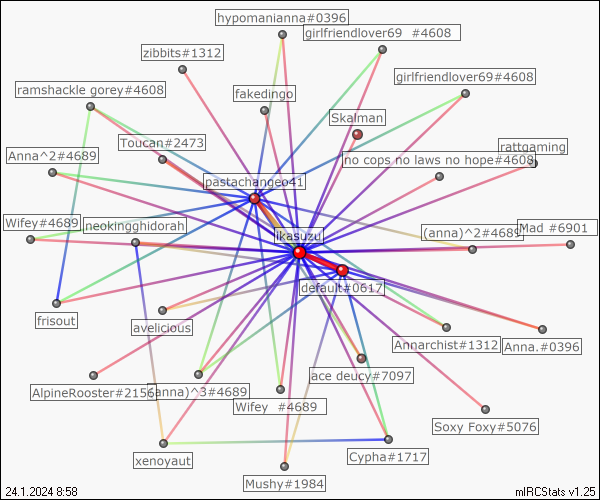 hypomanianna#0396
girlfriendlover69 #4608
zibbits#1312
girlfriendlover69#4608
ramshackle gorey#4608
fakedingo
Skalman
Toucan#2473
rattgaming
Anna^2#4689
no cops no laws no hope#4608
pastachangeo41
Wifey#4689
neokingghidorah
ikasuzu
(anna)^2#4689
Mad #6901
default#0617
frisout
avelicious
Annarchist#1312
Anna.#0396
ace deucy#7097
AlpineRooster#2156
(anna)^3#4689
Wifey #4689
Soxy Foxy#5076
xenoyaut
Cypha#1717
Mushy#1984
24.1.2024 8:58
mIRCStats v1.25